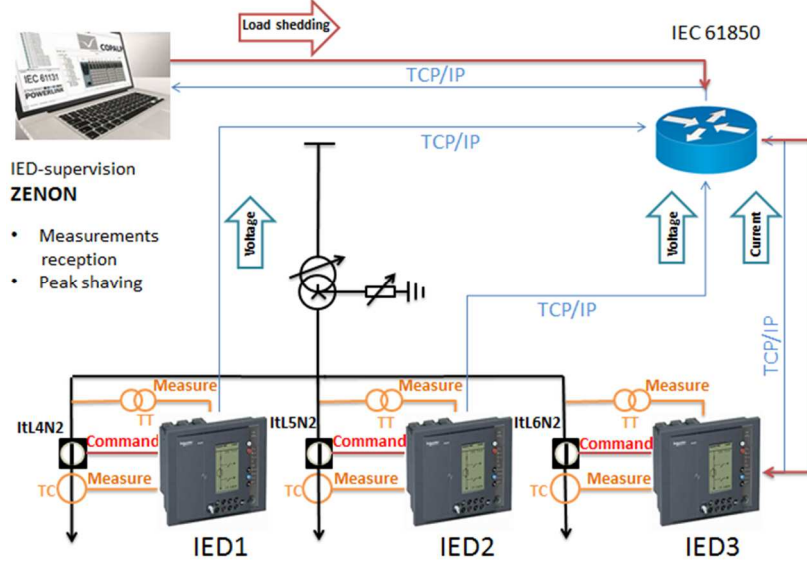 Load shedding
IEC 61850
COPALP
IEC 61131
POWERLINK
TCP/IP
TCP/IP
IED-supervision
ZENON
• Measurements
reception
• Peak shaving
Voltage
Voltage
Current
TCP/IP
TCP/IP
Measure
Measure
Measure
TT
TT
TT
ItL4N2
ItL5N2
ItL6N2
Command
Command
Command
Measure
Measure
Measure
TC
TC
TC
IED1
IED2
IED3